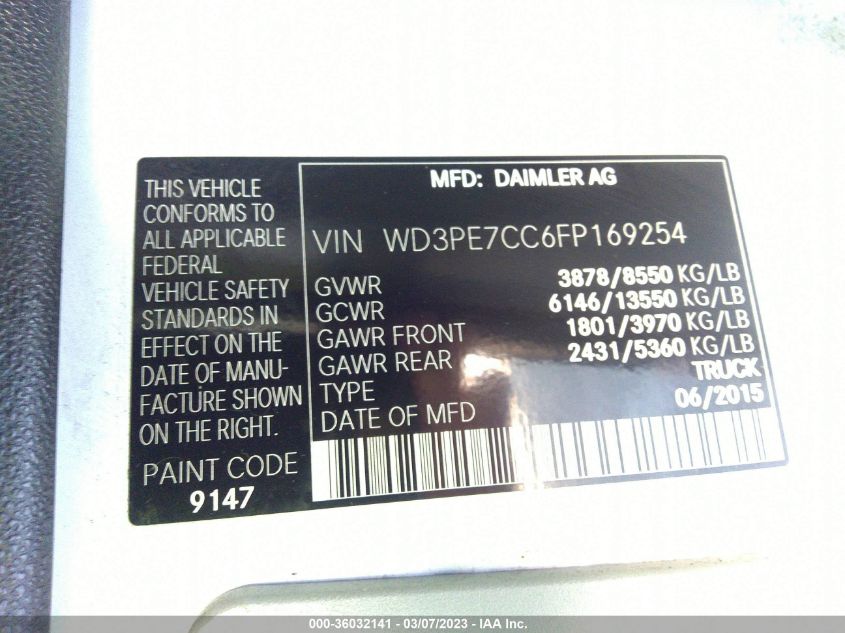 THIS VEHICLE
CONFORMS TO
ALL APPLICABLE
FEDERAL
VEHICLE SAFETY
STANDARDS IN
EFFECT ON THE
DATE OF MANU-
FACTURE SHOWN
ON THE RIGHT.
PAINT CODE
9147
MFD: DAIMLER AG
VIN WD3PE7CC6FP169254
GVWR 3878/8550 KG/LB
GCWR 6146/13550 KG/LB
GAWR FRONT 1801/3970 KG/LB
GAWR REAR 2431/5360 KG/LB
TYPE TRUCK
DATE OF MFD 06/2015
000-36032141 - 03/07/2023 - IAA Inc.